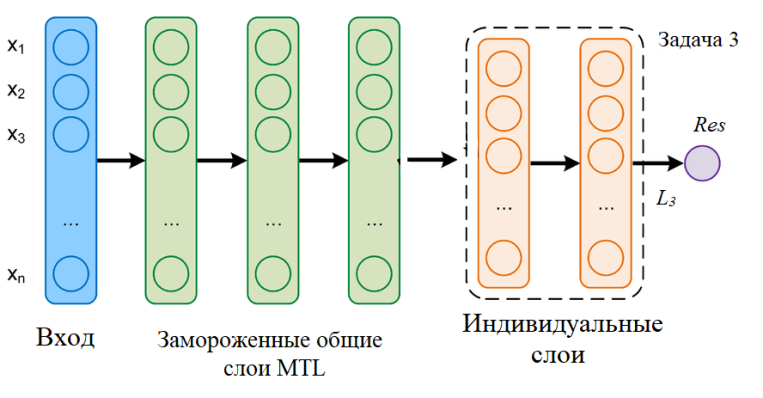 x1
x2
x3
xn
...
...
...
...
...
...
Задача 3
Res
L3
Вход
Замороженные общие
слои MTL
Индивидуальные
слои